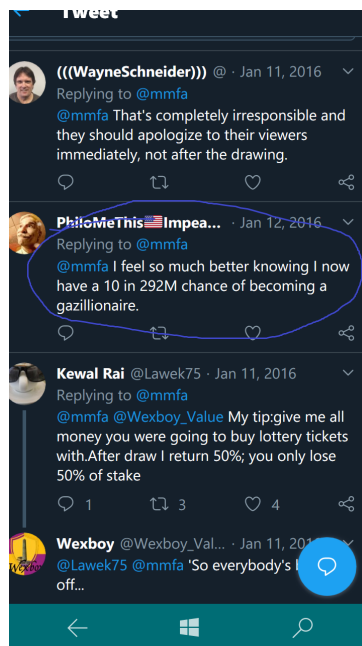 Tweet
(((WayneSchneider))) @ · Jan 11, 2016
Replying to @mmfa
@mmfa That's completely irresponsible and
they should apologize to their viewers
immediately, not after the drawing.
PhiloMeThis🇺🇸Impea... · Jan 12, 2016
Replying to @mmfa
@mmfa I feel so much better knowing I now
have a 10 in 292M chance of becoming a
gazillionaire.
Kewal Rai @Lawek75 · Jan 11, 2016
Replying to @mmfa
@mmfa @Wexboy_Value My tip:give me all
money you were going to buy lottery tickets
with.After draw I return 50%; you only lose
50% of stake
1 3 4
Wexboy @Wexboy_Val... · Jan 11,
@Lawek75 @mmfa 'So everybody's
off...